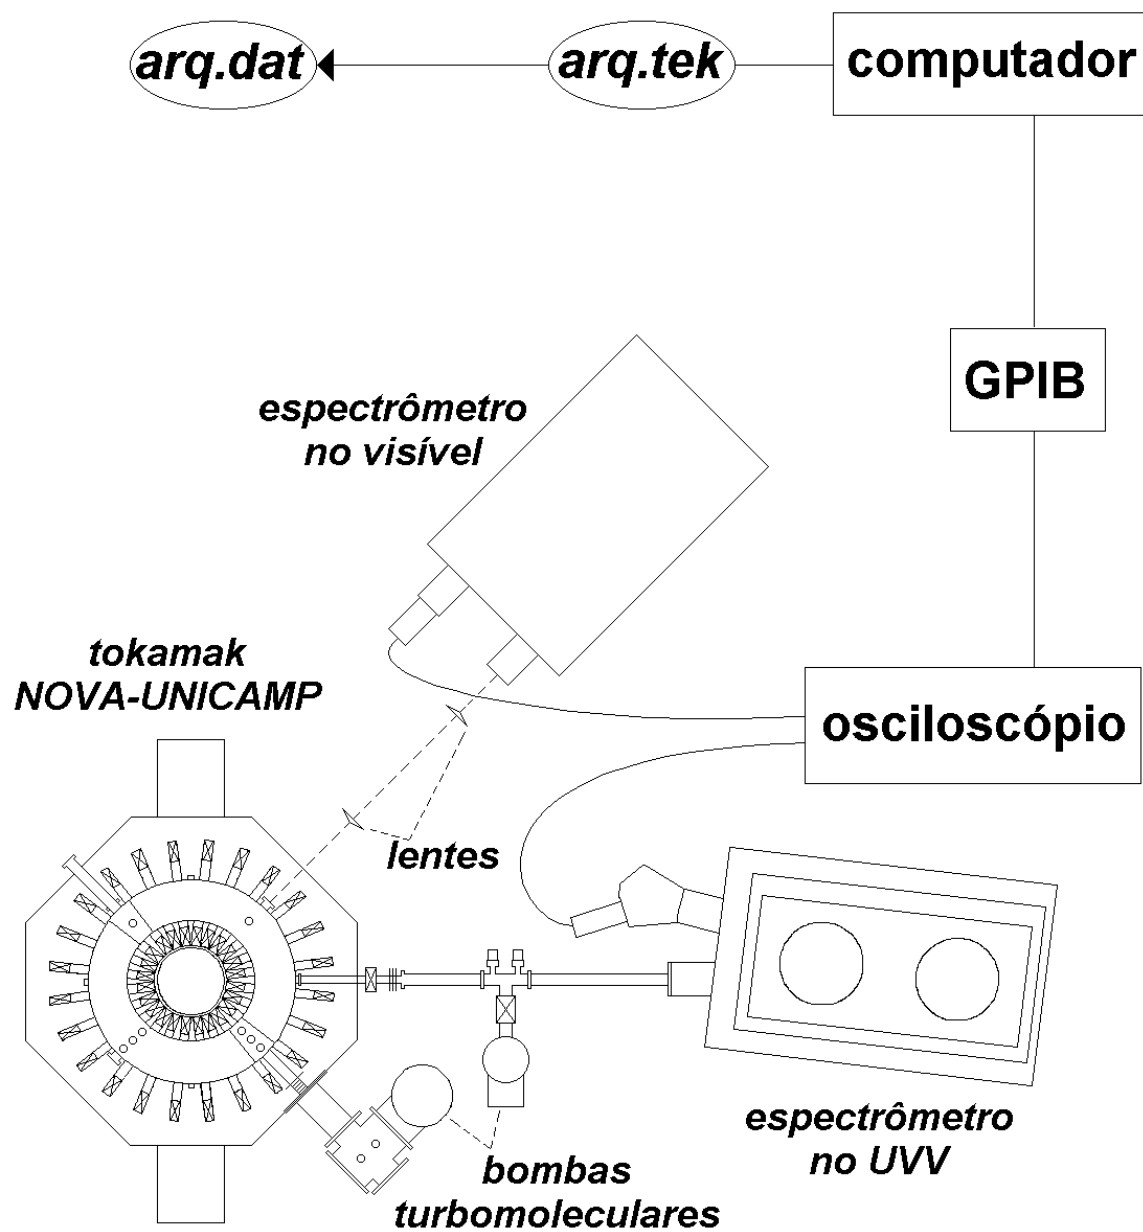 arq.dat
arq.tek
computador
GPIB
espectrômetro
no visível
tokamak
NOVA-UNICAMP
osciloscópio
lentes
espectrômetro
no UVV
bombas
turbomoleculares